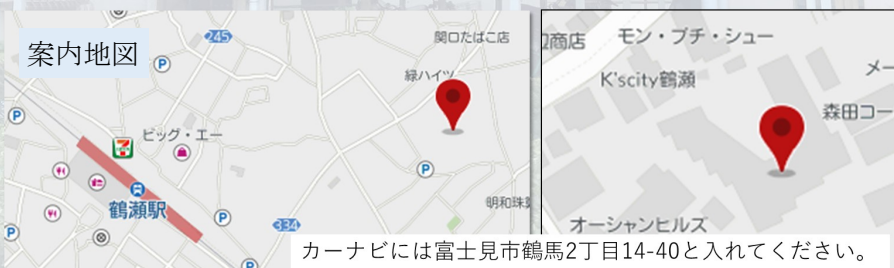 案内地図
245
関口たばこ店
緑ハイツ
ビッグ・エー
鶴瀬駅
334
明和珠
モン・プチ・シュー
商店
K'scity鶴瀬
メー
森田コー
オーシャンヒルズ
カーナビには富士見市鶴馬2丁目14-40と入れてください。
P
P
P
P
P
P